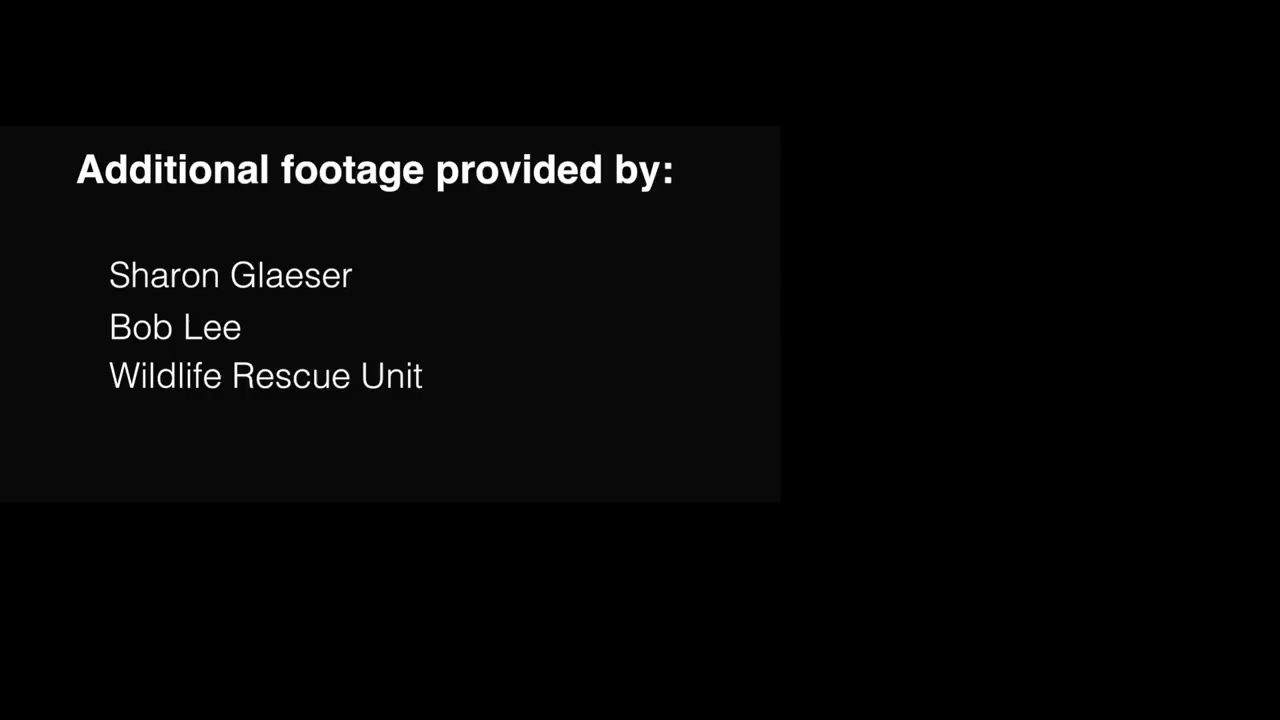 Additional footage provided by:
Sharon Glaeser
Bob Lee
Wildlife Rescue Unit